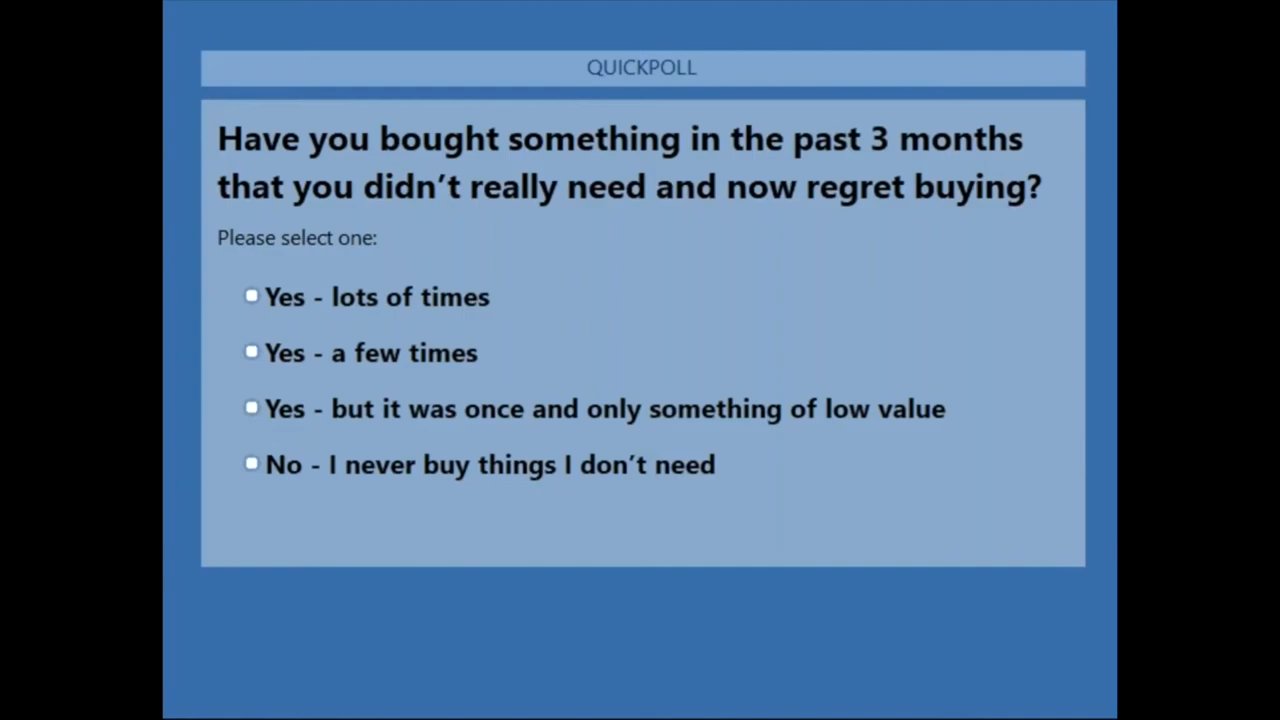 QUICKPOLL
Have you bought something in the past 3 months
that you didn’t really need and now regret buying?
Please select one:
Yes - lots of times
Yes - a few times
Yes - but it was once and only something of low value
No - I never buy things I don’t need